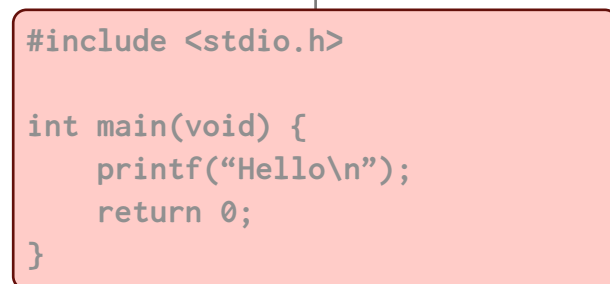 #include <stdio.h>
int main(void) {
printf(“Hello\n”);
return 0;
}